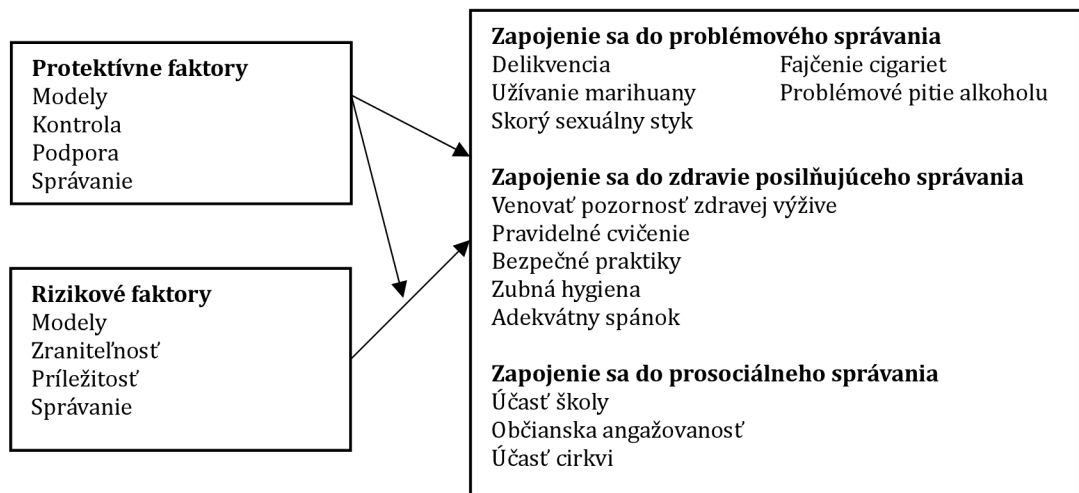 Protektívne faktory
Modely
Kontrola
Podpora
Správanie
Rizikové faktory
Modely
Zraniteľnosť
Príležitosť
Správanie
Zapojenie sa do problémového správania
Delikvencia Fajčenie cigariet
Užívanie marihuany Problémové pitie alkoholu
Skorý sexuálny styk
Zapojenie sa do zdravie posilňujúceho správania
Venovať pozornosť zdravej výžive
Pravidelné cvičenie
Bezpečné praktiky
Zubná hygiena
Adekvátny spánok
Zapojenie sa do prosociálneho správania
Účasť školy
Občianska angažovanosť
Účasť cirkvi